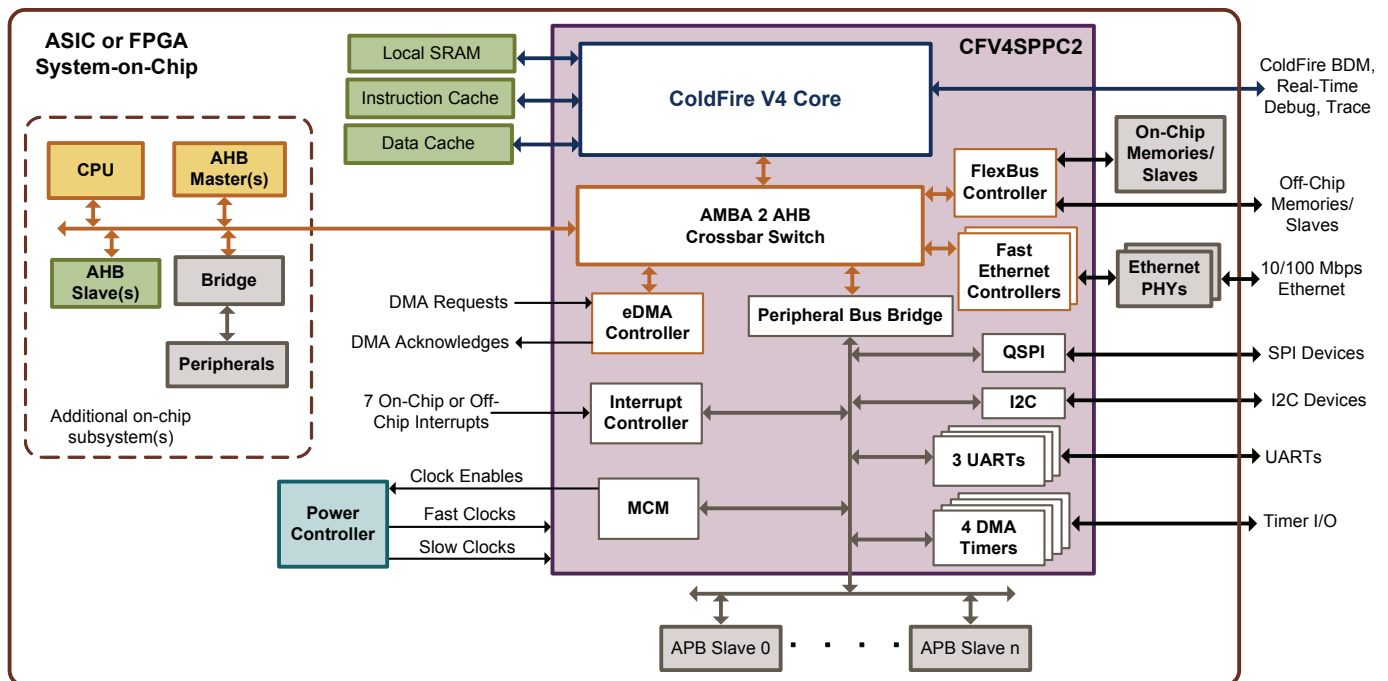 ASIC or FPGA
System-on-Chip
CPU
AHB
Master(s)
AHB
Slave(s)
Bridge
Peripherals
Additional on-chip
subsystem(s)
Local SRAM
Instruction Cache
Data Cache
CFV4SPPC2
ColdFire V4 Core
ColdFire BDM,
Real-Time
Debug, Trace
AMBA 2 AHB
Crossbar Switch
FlexBus
Controller
On-Chip
Memories/
Slaves
Off-Chip
Memories/
Slaves
Fast
Ethernet
Controllers
Ethernet
PHYs
10/100 Mbps
Ethernet
DMA Requests
DMA Acknowledges
eDMA
Controller
Peripheral Bus Bridge
QSPI
SPI Devices
7 On-Chip or Off-
Chip Interrupts
Interrupt
Controller
I2C
I2C Devices
3 UARTs
UARTs
Power
Controller
Clock Enables
Fast Clocks
Slow Clocks
MCM
4 DMA
Timers
Timer I/O
APB Slave 0
. . . .
APB Slave n